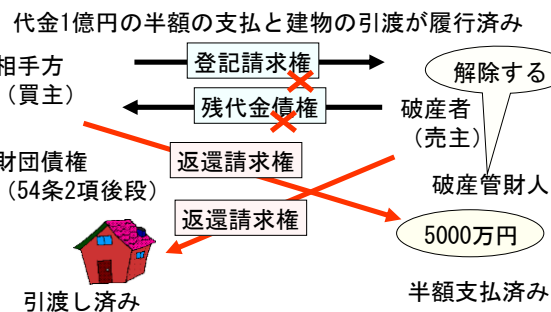 代金1億円の半額の支払と建物の引渡が履行済み
相手方
（買主）
登記請求権
解除する
残代金債権
破産者
（売主）
財団債権
（54条2項後段）
返還請求権
破産管財人
返還請求権
5000万円
引渡し済み
半額支払済み